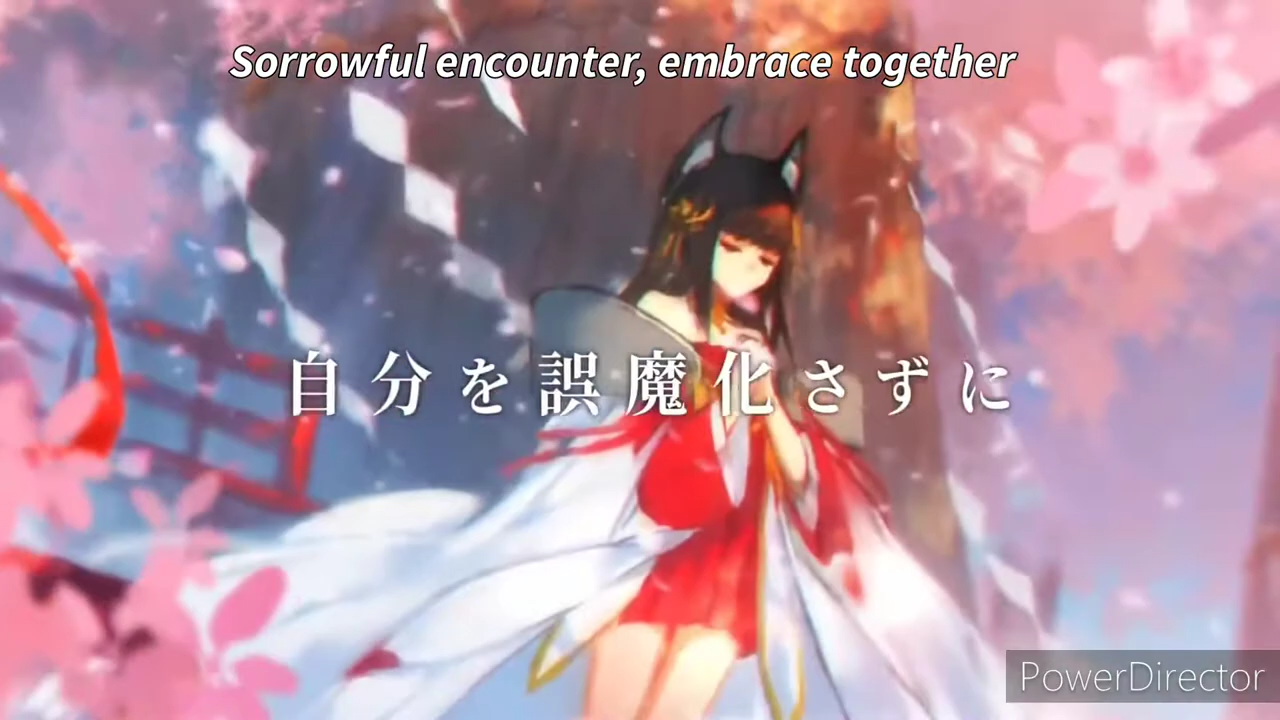 Sorrowful encounter, embrace together
自分を誤魔化さずに
PowerDirector